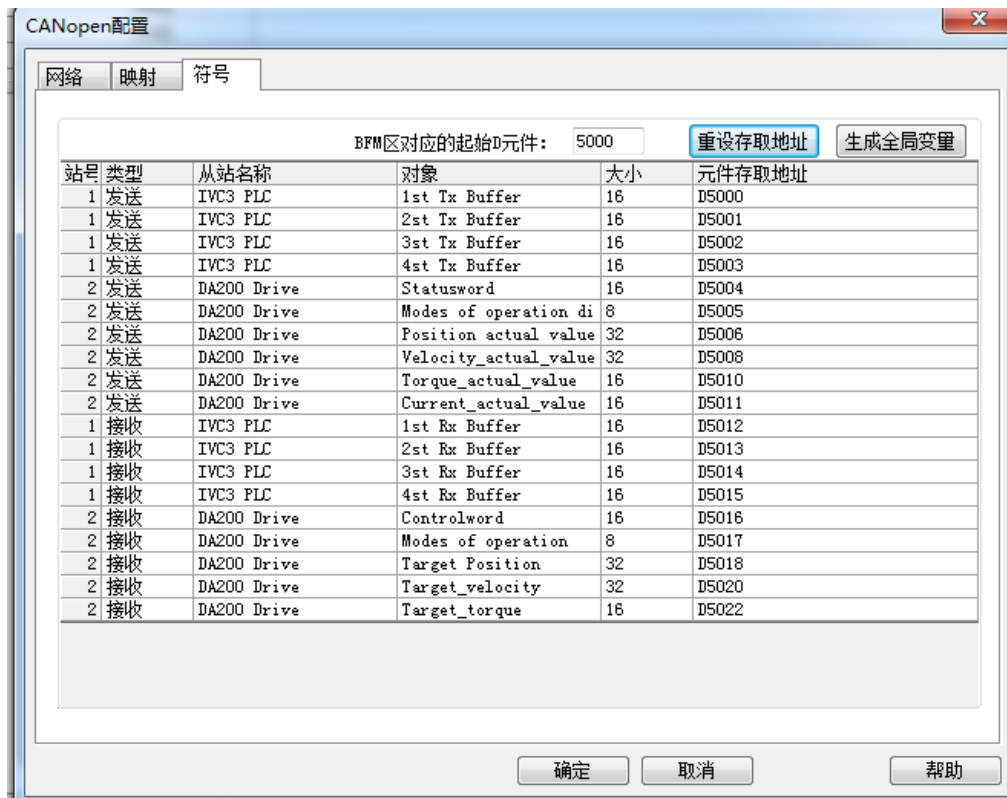 CANopen配置
网络 映射 符号
BFM区对应的起始D元件： 5000 重设存取地址 生成全局变量
站号 类型 从站名称 对象 大小 元件存取地址
1 发送 IVC3 PLC 1st Tx Buffer 16 D5000
1 发送 IVC3 PLC 2st Tx Buffer 16 D5001
1 发送 IVC3 PLC 3st Tx Buffer 16 D5002
1 发送 IVC3 PLC 4st Tx Buffer 16 D5003
2 发送 DA200 Drive Statusword 16 D5004
2 发送 DA200 Drive Modes of operation di 8 D5005
2 发送 DA200 Drive Position actual value 32 D5006
2 发送 DA200 Drive Velocity_actual_value 32 D5008
2 发送 DA200 Drive Torque_actual_value 16 D5010
2 发送 DA200 Drive Current_actual_value 16 D5011
1 接收 IVC3 PLC 1st Rx Buffer 16 D5012
1 接收 IVC3 PLC 2st Rx Buffer 16 D5013
1 接收 IVC3 PLC 3st Rx Buffer 16 D5014
1 接收 IVC3 PLC 4st Rx Buffer 16 D5015
2 接收 DA200 Drive Controlword 16 D5016
2 接收 DA200 Drive Modes of operation 8 D5017
2 接收 DA200 Drive Target Position 32 D5018
2 接收 DA200 Drive Target_velocity 32 D5020
2 接收 DA200 Drive Target_torque 16 D5022
确定 取消 帮助